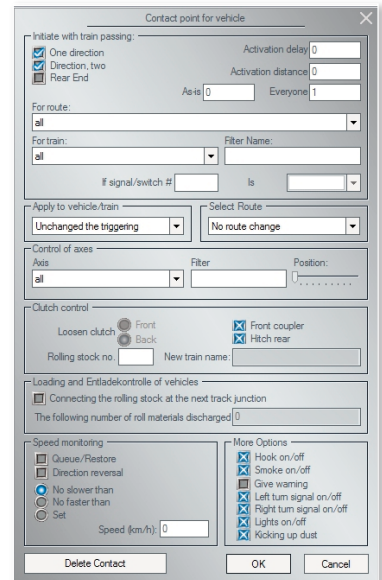 Contact point for vehicle
Initiate with train passing:
One direction
Direction, two
Rear End
Activation delay 0
Activation distance 0
As-is 0 Everyone 1
For route:
all
For train: Filter Name:
all
If signal/switch # Is
Apply to vehicle/train Select Route
Unchanged the triggering No route change
Control of axes
Axis Filter Position:
all
Clutch control
Loosen clutch Front
Back
Front coupler
Hitch rear
Rolling stock no. New train name:
Loading and Entladekontrolle of vehicles
Connecting the rolling stock at the next track junction
The following number of roll materials discharged 0
Speed monitoring
Queue/Restore
Direction reversal
No slower than
No faster than
Set
Speed (km/h): 0
More Options
Hook on/off
Smoke on/off
Give warning
Left turn signal on/off
Right turn signal on/off
Lights on/off
Kicking up dust
Delete Contact OK Cancel